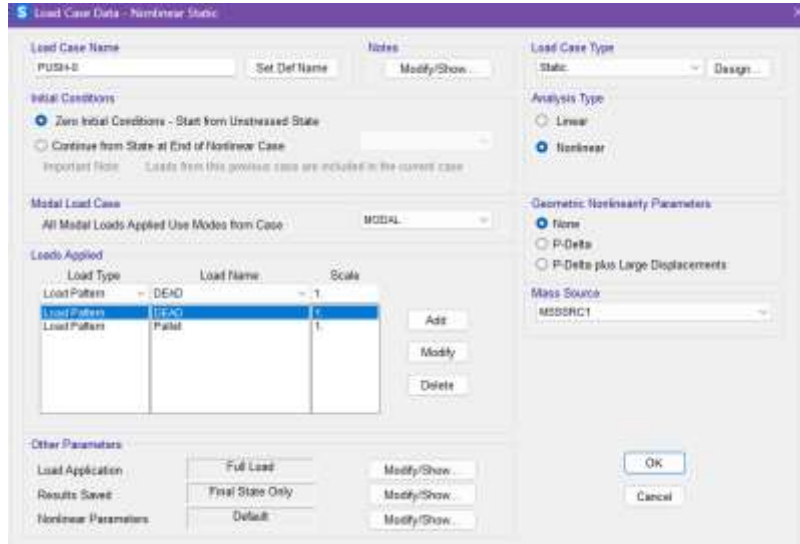 Load Case Data - Nonlinear Static
Load Case Name
Notes
Load Case Type
PUSH-0
Set Def Name
Modify/Show...
Static
Design...
Initial Conditions
Zero Initial Conditions - Start from Unstressed State
Continue from State at End of Nonlinear Case
Important Note: Loads from this previous case are included in the current case
Analysis Type
Linear
Nonlinear
Modal Load Case
All Modal Loads Applied Use Modes from Case
MODAL
Geometric Nonlinearity Parameters
None
P-Delta
P-Delta plus Large Displacements
Loads Applied
Load Type Load Name Scale
Load Pattern DEAD 1.
Load Pattern DEAD 1.
Load Pattern Pallet 1.
Add
Modify
Delete
Mass Source
MSSSRC1
Other Parameters
Load Application Full Load Modify/Show...
Results Saved Final State Only Modify/Show...
Nonlinear Parameters Default Modify/Show...
OK
Cancel